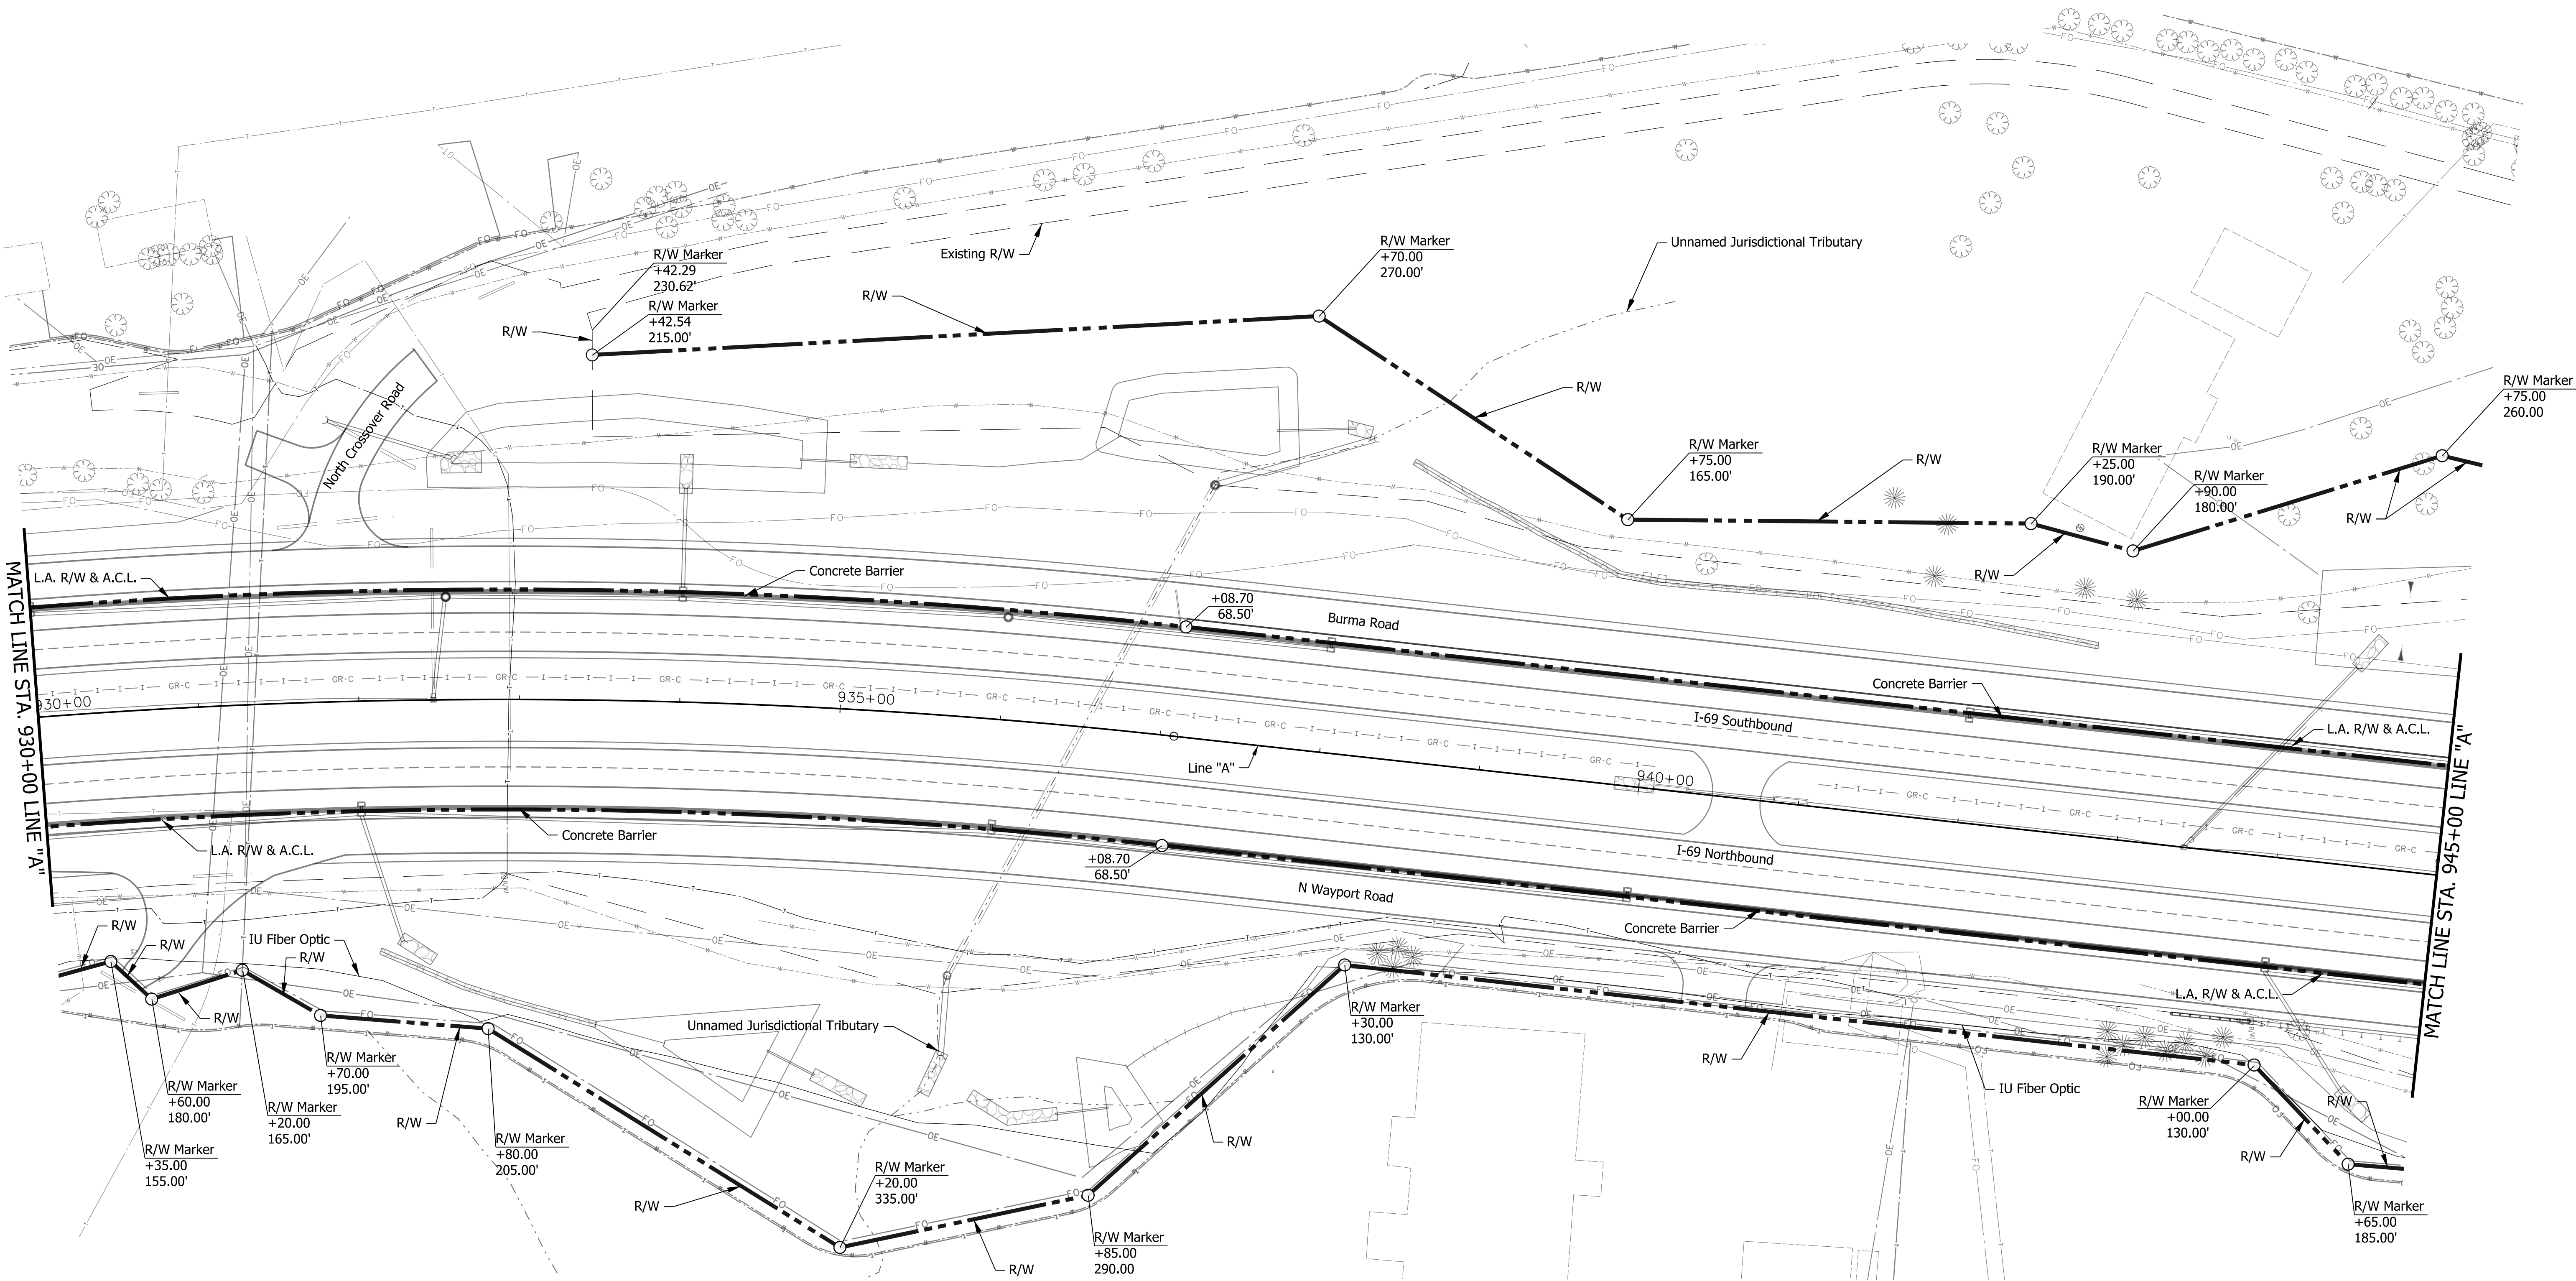 Existing R/W
R/W Marker
+42.29
230.62'
R/W Marker
+42.54
215.00'
R/W
R/W
R/W Marker
+70.00
270.00'
Unnamed Jurisdictional Tributary
R/W
R/W Marker
+75.00
165.00'
R/W
R/W Marker
+25.00
190.00'
R/W Marker
+90.00
180.00'
R/W Marker
+75.00
260.00
R/W
R/W
North Crossover Road
MATCH LINE STA. 930+00 LINE "A"
L.A. R/W & A.C.L.
Concrete Barrier
+08.70
68.50'
Burma Road
Concrete Barrier
I-69 Southbound
L.A. R/W & A.C.L.
930+00
935+00
940+00
Line "A"
MATCH LINE STA. 945+00 LINE "A"
L.A. R/W & A.C.L.
Concrete Barrier
+08.70
68.50'
I-69 Northbound
N Wayport Road
Concrete Barrier
L.A. R/W & A.C.L.
R/W
R/W
IU Fiber Optic
R/W
R/W
R/W Marker
+35.00
155.00'
R/W Marker
+60.00
180.00'
R/W Marker
+20.00
165.00'
R/W Marker
+70.00
195.00'
R/W
R/W Marker
+80.00
205.00'
Unnamed Jurisdictional Tributary
R/W
R/W Marker
+20.00
335.00'
R/W
R/W Marker
+85.00
290.00
R/W
R/W Marker
+30.00
130.00'
R/W
IU Fiber Optic
R/W Marker
+00.00
130.00'
R/W
R/W
R/W Marker
+65.00
185.00'